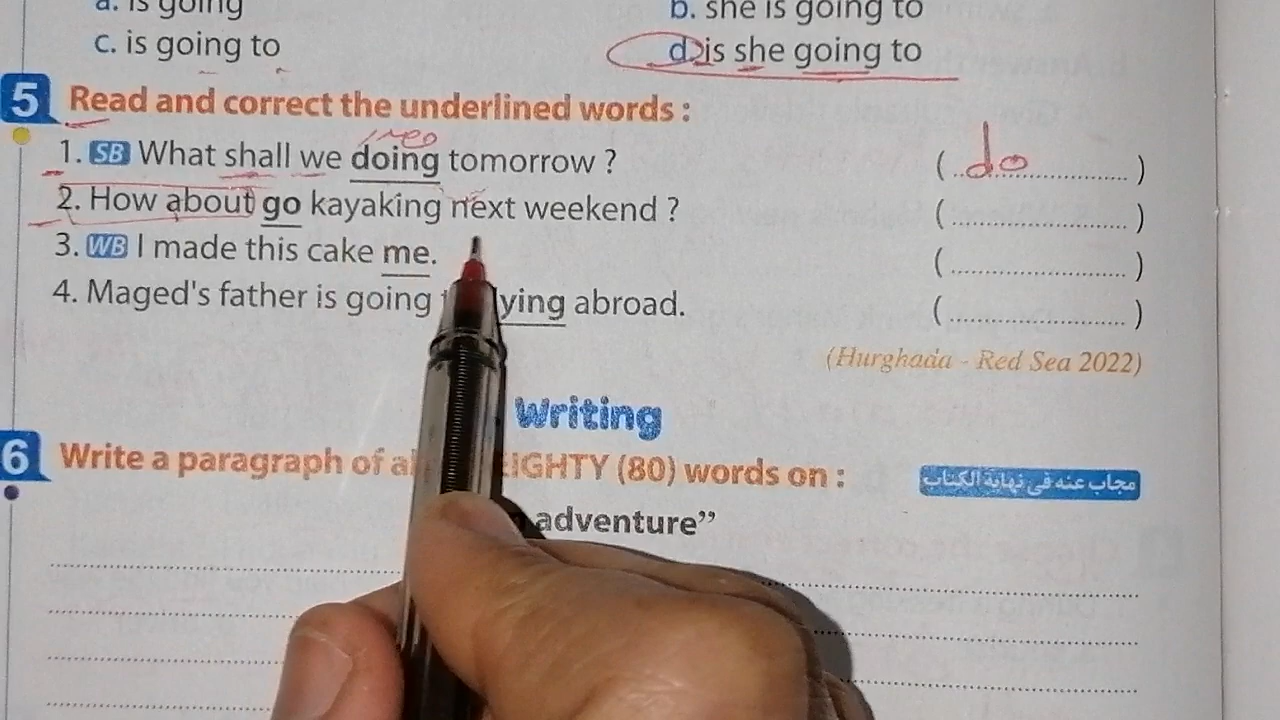 a. is going
b. she is going to
c. is going to
d. is she going to
5 Read and correct the underlined words :
1. SB What shall we doing tomorrow ? (..do..............)
2. How about go kayaking next weekend ? (......................)
3. WB I made this cake me. (......................)
4. Maged's father is going ying abroad. (......................)
(Hurghada - Red Sea 2022)
Writing
6 Write a paragraph of IGHTY (80) words on :
مجاب عنه فى نهاية الكتاب
adventure”